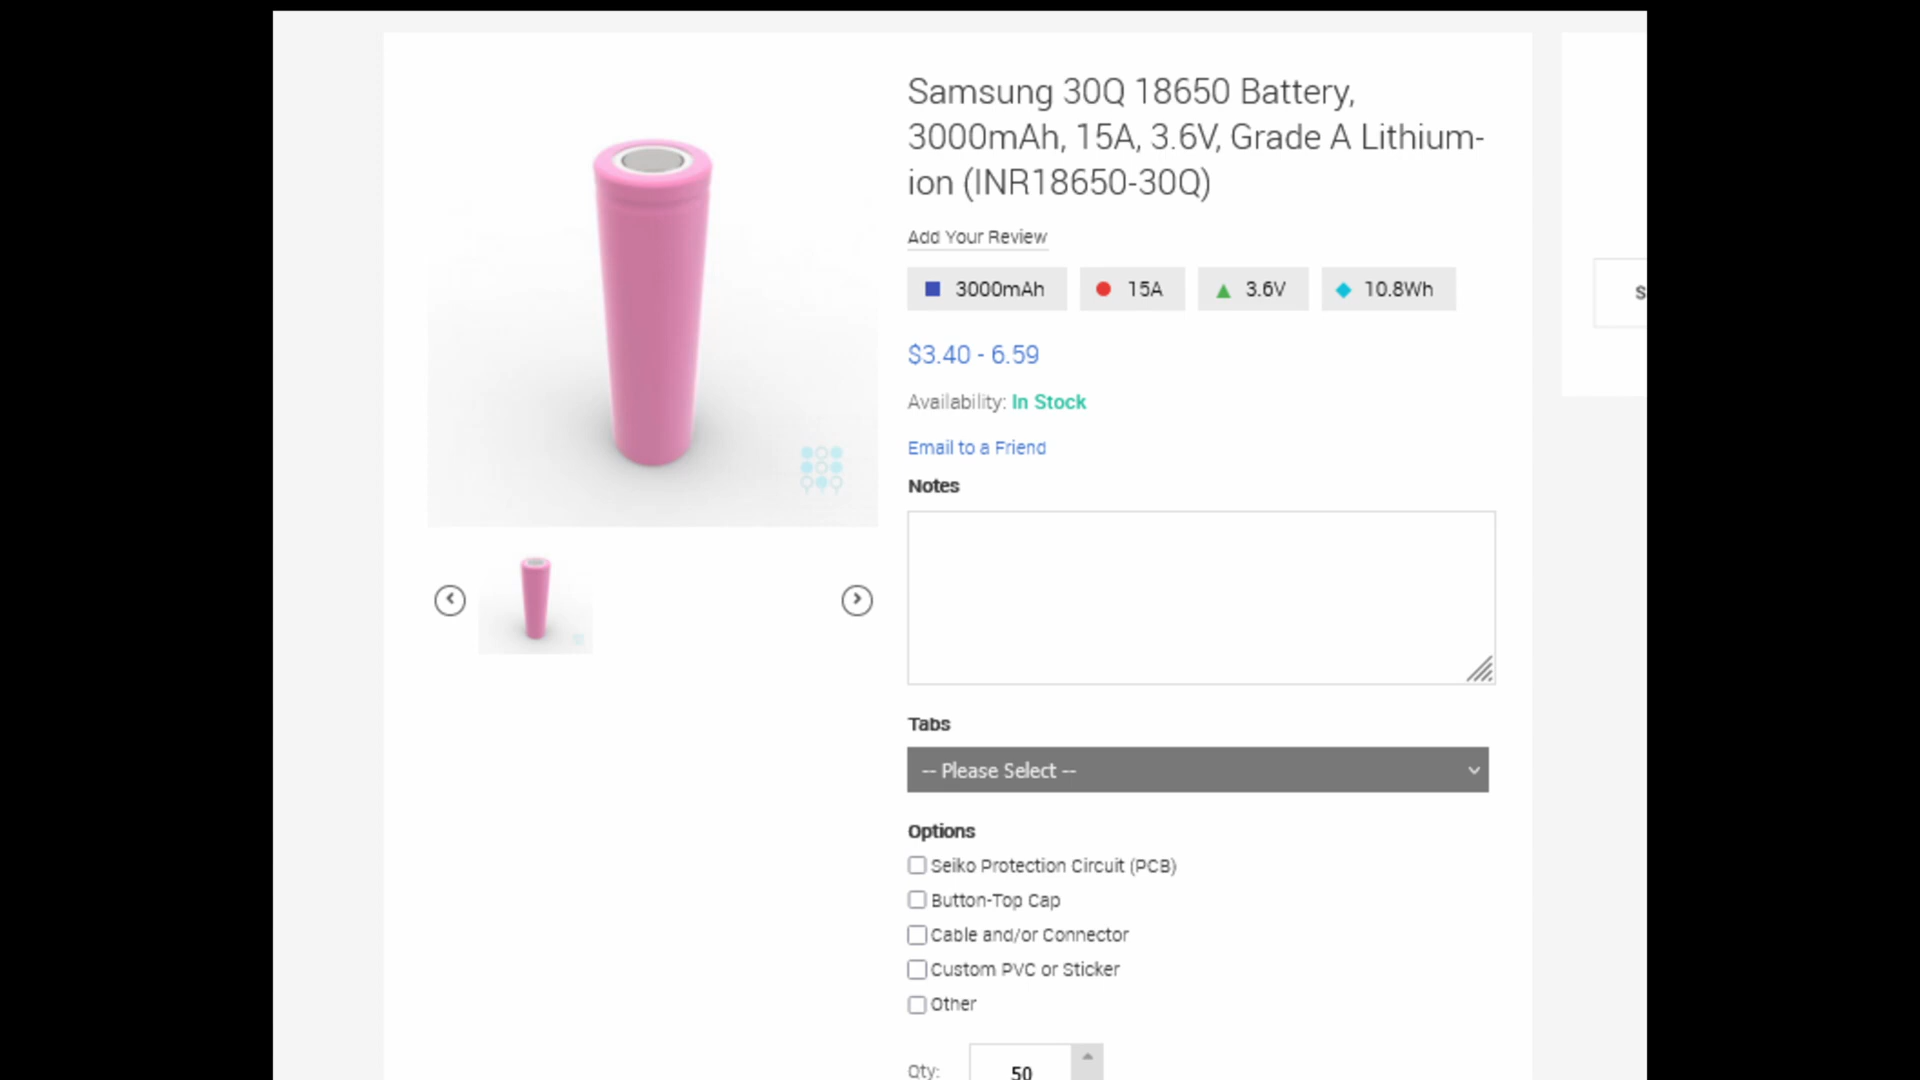 Samsung 30Q 18650 Battery,
3000mAh, 15A, 3.6V, Grade A Lithium-
ion (INR18650-30Q)
Add Your Review
3000mAh
15A
3.6V
10.8Wh
$3.40 - 6.59
Availability: In Stock
Email to a Friend
Notes
Tabs
-- Please Select --
Options
Seiko Protection Circuit (PCB)
Button-Top Cap
Cable and/or Connector
Custom PVC or Sticker
Other
Qty:
50